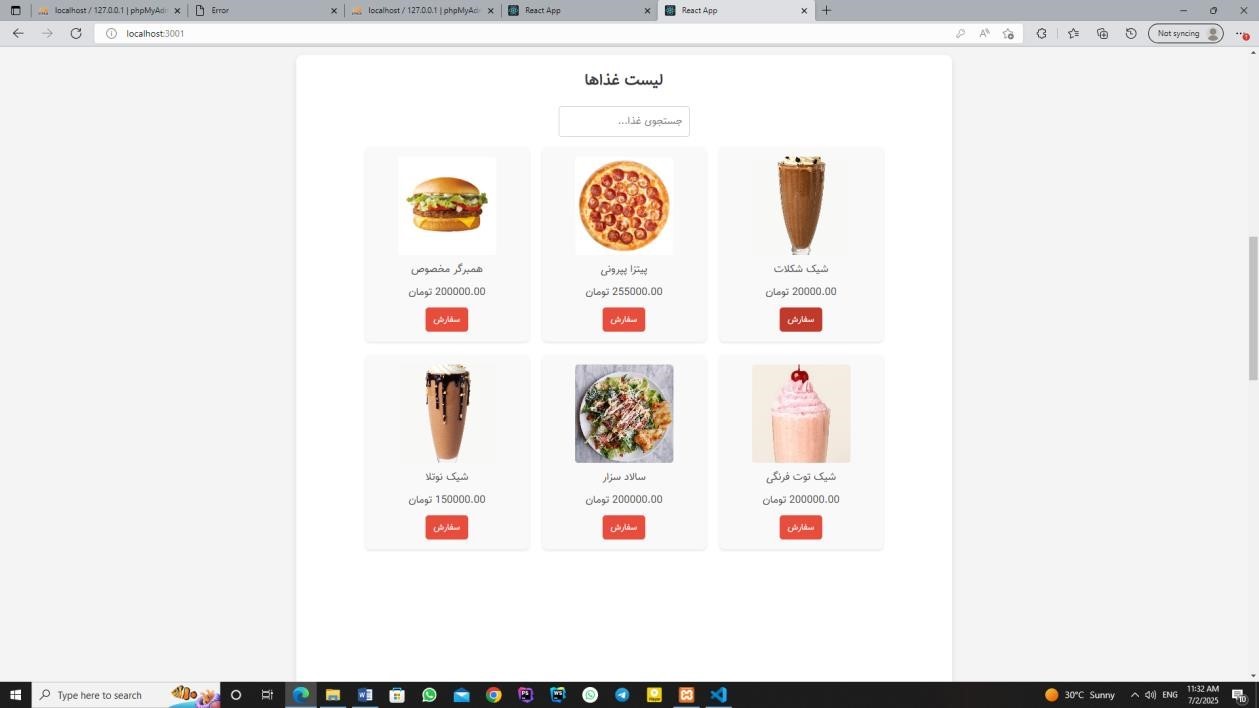 localhost / 127.0.0.1 | phpMyAdm
Error
localhost / 127.0.0.1 | phpMyAdm
React App
React App
localhost:3001
Not syncing
لیست غذاها
جستجوی غذا...
همبرگر مخصوص
200000.00 تومان
سفارش
پیتزا پپرونی
255000.00 تومان
سفارش
شیک شکلات
20000.00 تومان
سفارش
شیک نوتلا
150000.00 تومان
سفارش
سالاد سزار
200000.00 تومان
سفارش
شیک توت فرنگی
200000.00 تومان
سفارش
Type here to search
30°C Sunny
ENG
11:32 AM
7/2/2025